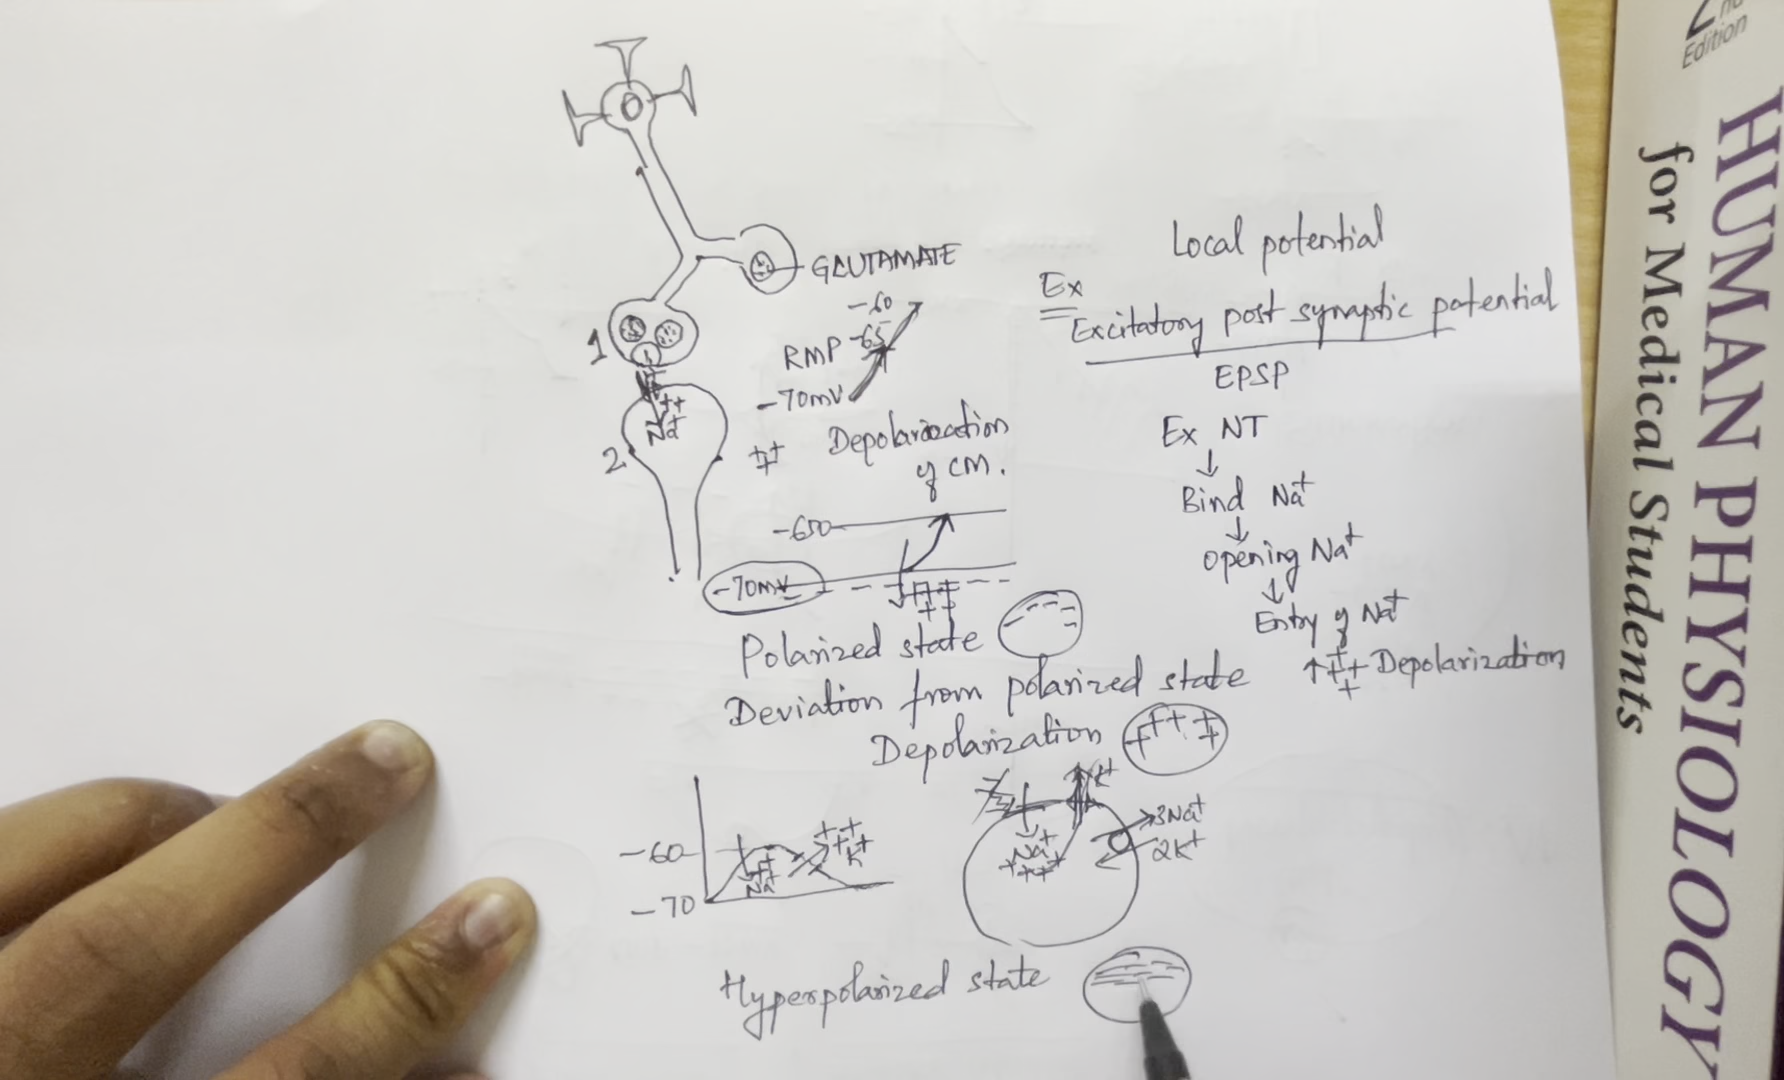 GLUTAMATE
-60
-65
RMP
-70mV
1
++
Na+
2
+++
Depolarization
of CM.
-650
-70mV
++++
Polarized state
Deviation from polarized state
Depolarization
++++
-60
++
Na
++++
K+
-70
K+
3Na+
2K+
Na+
++++
Hyperpolarized state
Local potential
Ex
Excitatory post synaptic potential
EPSP
Ex NT
↓
Bind Na+
↓
Opening Na+
↓
Entry of Na+
↑++++ Depolarization
2nd
Edition
HUMAN PHYSIOLOGY
for Medical Students